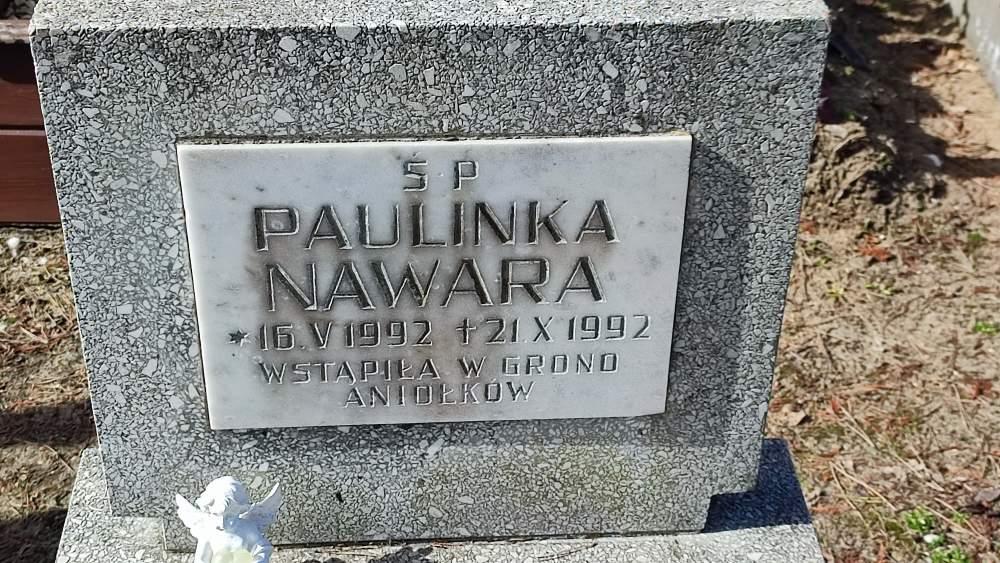 Ś P
PAULINKA
NAWARA
* 16.V 1992 † 21.X 1992
WSTĄPIŁA W GRONO
ANIOŁKÓW